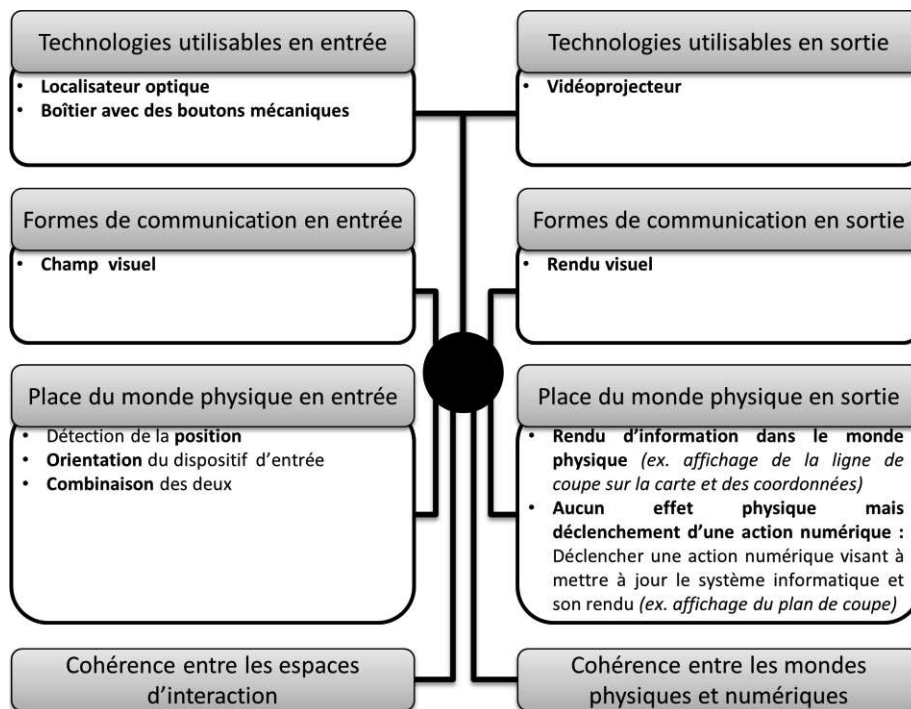 Technologies utilisables en entrée
• Localisateur optique
• Boîtier avec des boutons mécaniques
Technologies utilisables en sortie
• Vidéoprojecteur
Formes de communication en entrée
• Champ visuel
Formes de communication en sortie
• Rendu visuel
Place du monde physique en entrée
• Détection de la position
• Orientation du dispositif d'entrée
• Combinaison des deux
Place du monde physique en sortie
• Rendu d'information dans le monde
physique (ex. affichage de la ligne de
coupe sur la carte et des coordonnées)
• Aucun effet physique mais
déclenchement d'une action numérique :
Déclencher une action numérique visant à
mettre à jour le système informatique et
son rendu (ex. affichage du plan de coupe)
Cohérence entre les espaces
d'interaction
Cohérence entre les mondes
physiques et numériques